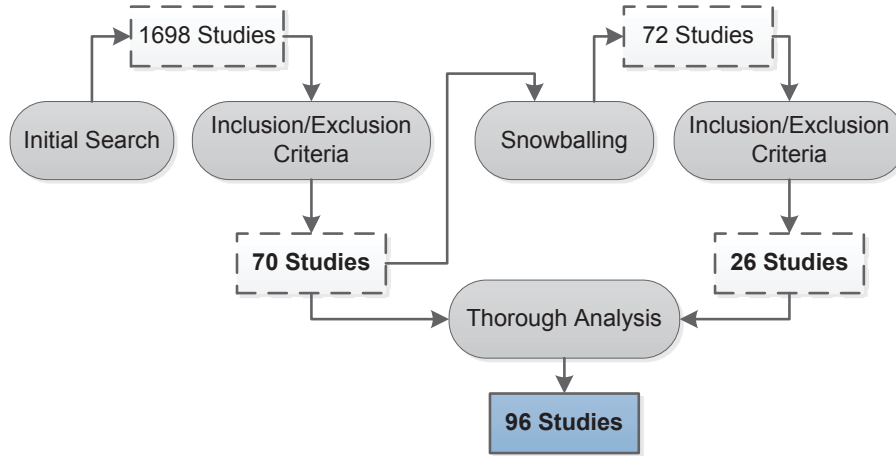 1698 Studies
72 Studies
Initial Search
Inclusion/Exclusion
Criteria
Snowballing
Inclusion/Exclusion
Criteria
70 Studies
26 Studies
Thorough Analysis
96 Studies